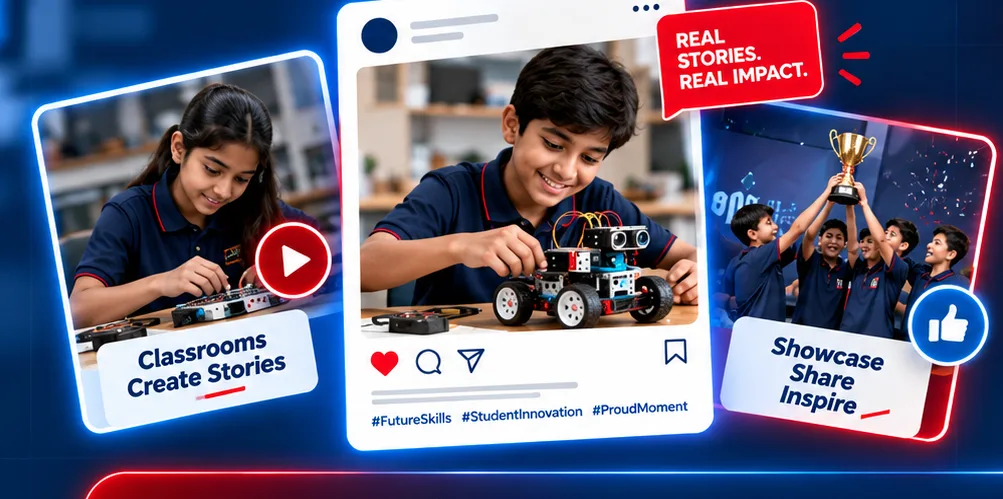 REAL
STORIES.
REAL IMPACT.
Classrooms
Create Stories
#FutureSkills #StudentInnovation #ProudMoment
Showcase
Share
Inspire